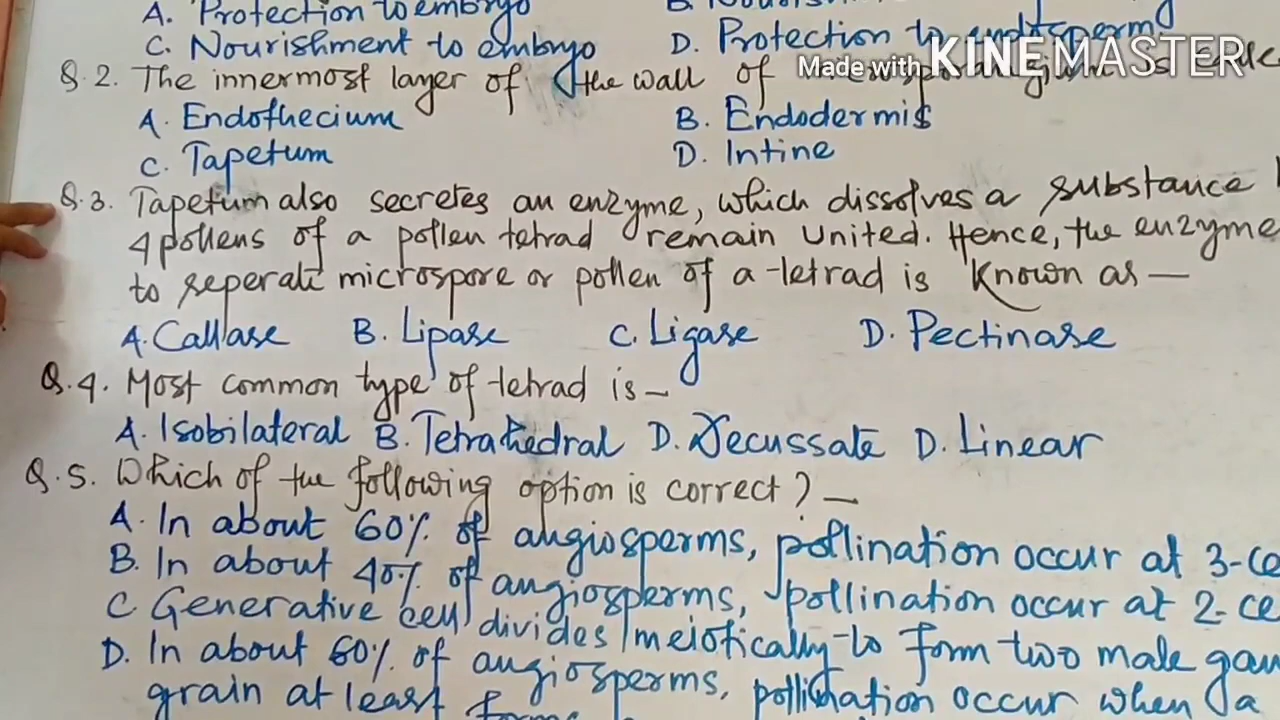 A. Protection to embryo B.
C. Nourishment to embryo D. Protection to endosperm
Made with KINEMASTER
Q.2. The innermost layer of the wall of
A. Endothecium B. Endodermis
C. Tapetum D. Intine
Q.3. Tapetum also secretes an enzyme, which dissolves a substance
4 pollens of a pollen tetrad remain united. Hence, the enzyme
to seperate microspore or pollen of a tetrad is known as —
A. Callase B. Lipase C. Ligase D. Pectinase
Q.4. Most common type of tetrad is —
A. Isobilateral B. Tetrahedral D. Decussate D. Linear
Q.5. Which of the following option is correct? —
A. In about 60% of angiosperms, pollination occur at 3-ce
B. In about 40% of angiosperms, pollination occur at 2-ce
C Generative cell divides meiotically to form two male gam
D. In about 60% of angiosperms, pollination occur when a
grain at least